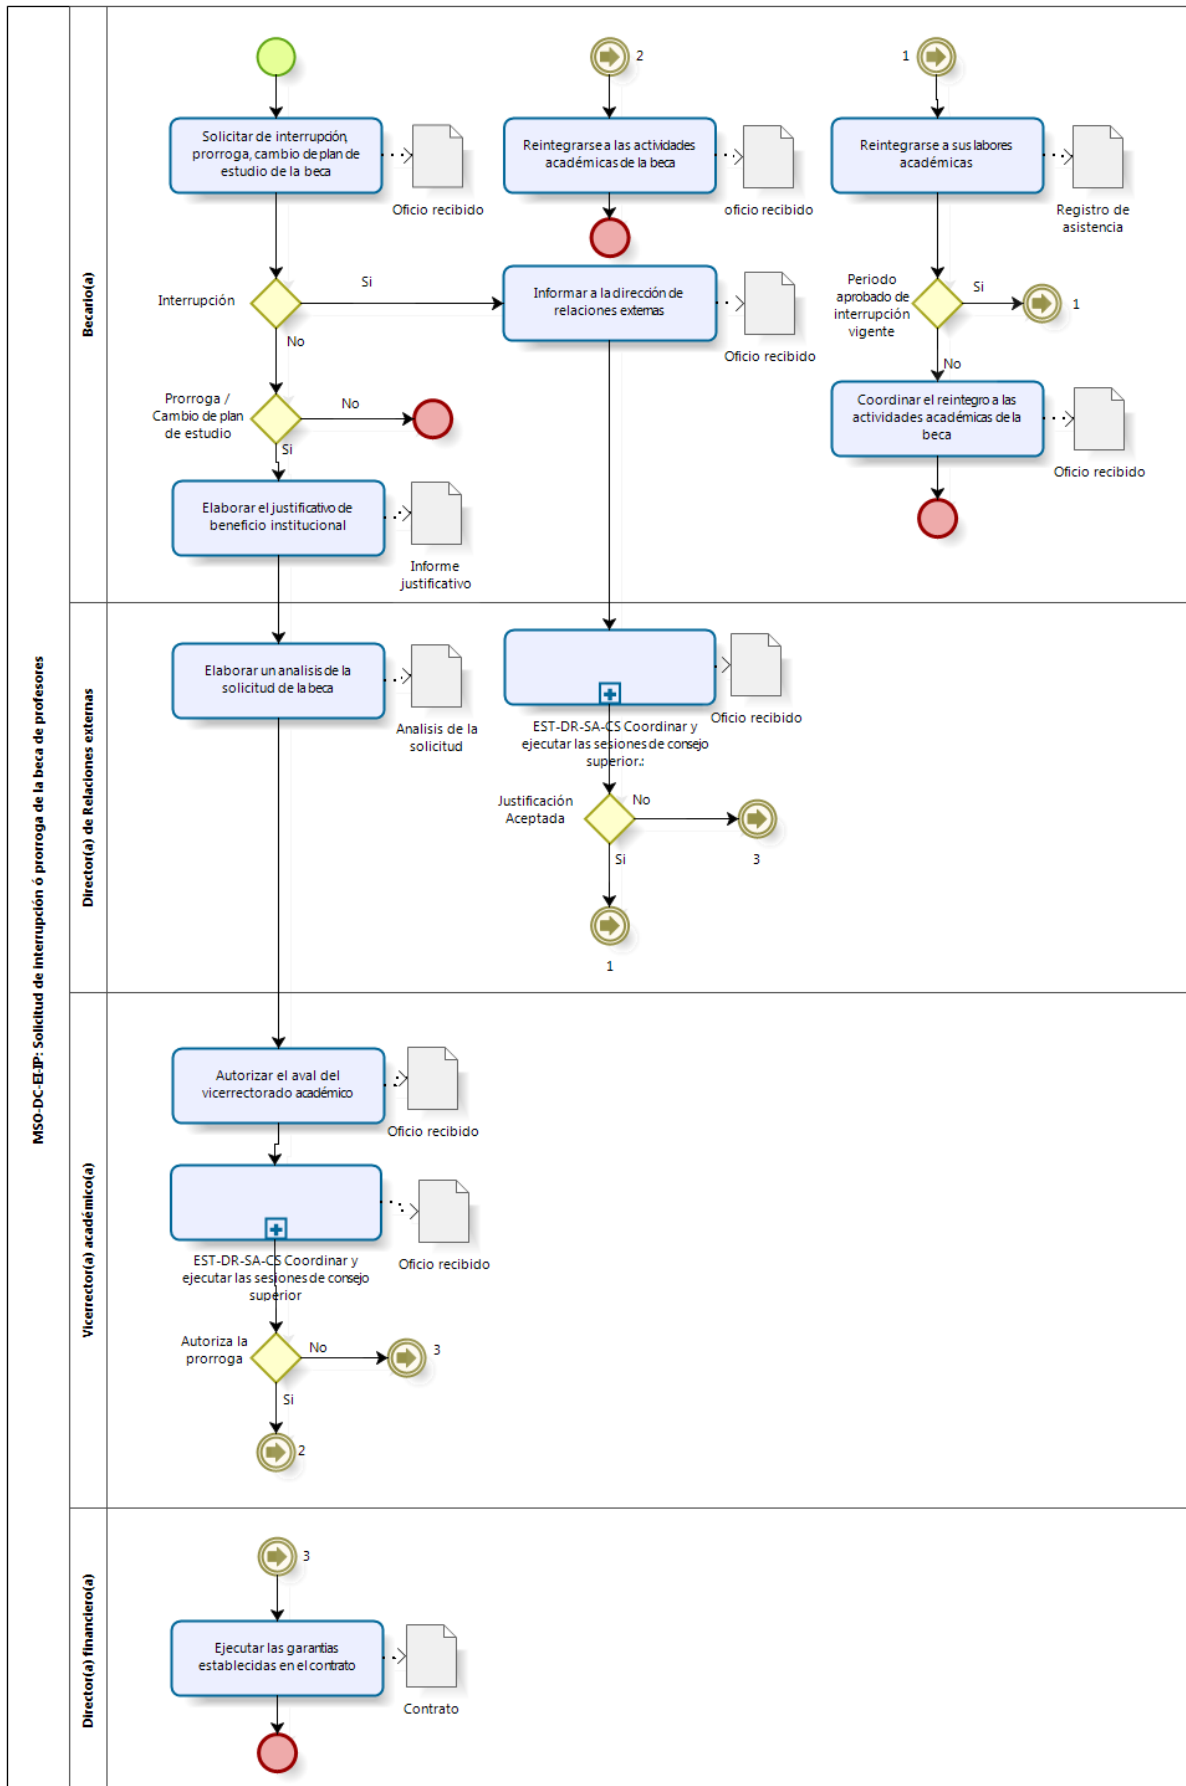 MSO-DC-EI-IP: Solicitud de interrupción ó prorroga de la beca de profesores
Becatio(a)
2
1
Solicitar de interrupción,
prorroga, cambio de plan de
estudio de la beca
Oficio recibido
Reintegrarse a las actividades
académicas de la beca
oficio recibido
Reintegrarse a sus labores
académicas
Registro de
asistencia
Interrupción
Si
No
Informar a la dirección de
relaciones externas
Oficio recibido
Periodo
aprobado de
interrupción
vigente
Si
1
No
Prorroga /
Cambio de plan
de estudio
No
Si
Coordinar el reintegro a las
actividades académicas de la
beca
Oficio recibido
Elaborar el justificativo de
beneficio institucional
Informe
justificativo
Director(a) de Relaciones externas
Elaborar un analisis de la
solicitud de la beca
Analisis de la
solicitud
Oficio recibido
EST-DR-SA-CS Coordinar y
ejecutar las sesiones de consejo
superior.:
Justificación
Aceptada
No
3
Si
1
Vicerrector(a) académico(a)
Autorizar el aval del
vicerrectorado académico
Oficio recibido
EST-DR-SA-CS Coordinar y
ejecutar las sesiones de consejo
superior
Oficio recibido
Autoriza la
prorroga
No
3
Si
2
Director(a) financiero(a)
3
Ejecutar las garantias
establecidas en el contrato
Contrato